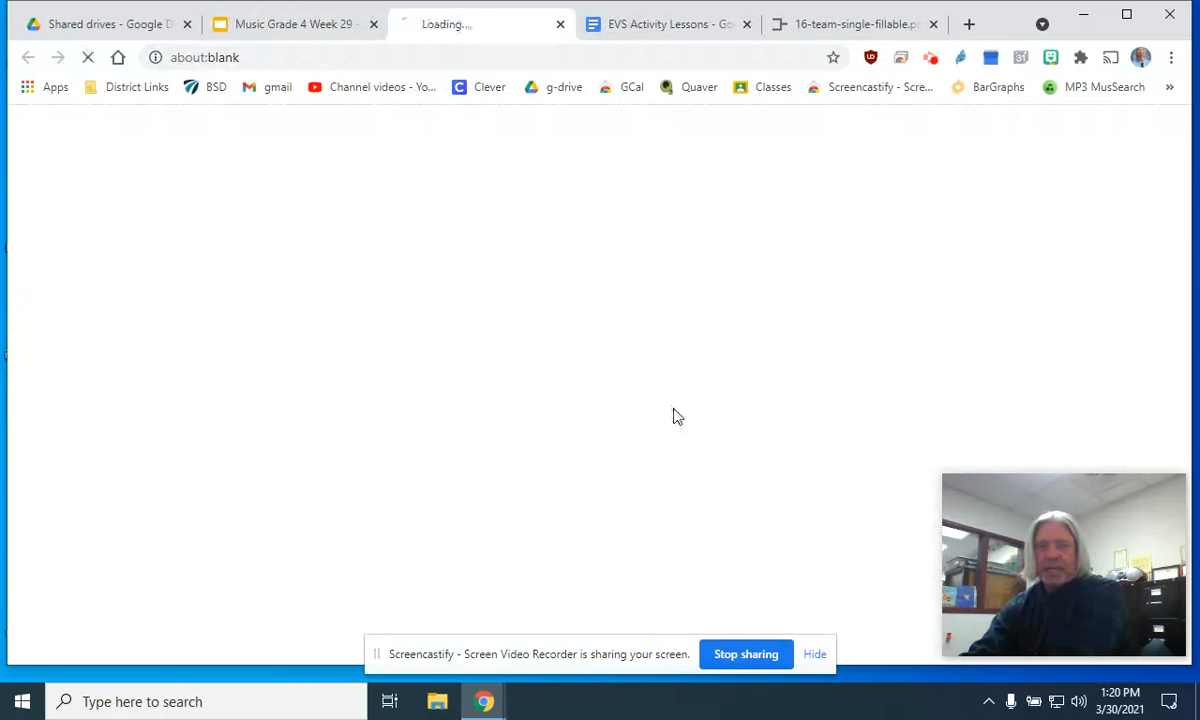 Shared drives - Google D
Music Grade 4 Week 29 -
Loading...
EVS Activity Lessons - Go
16-team-single-fillable.p
about:blank
Apps
District Links
BSD
gmail
Channel videos - Yo...
Clever
g-drive
GCal
Quaver
Classes
Screencastify - Scre...
BarGraphs
MP3 MusSearch
»
Screencastify - Screen Video Recorder is sharing your screen.
Stop sharing
Hide
Type here to search
1:20 PM
3/30/2021